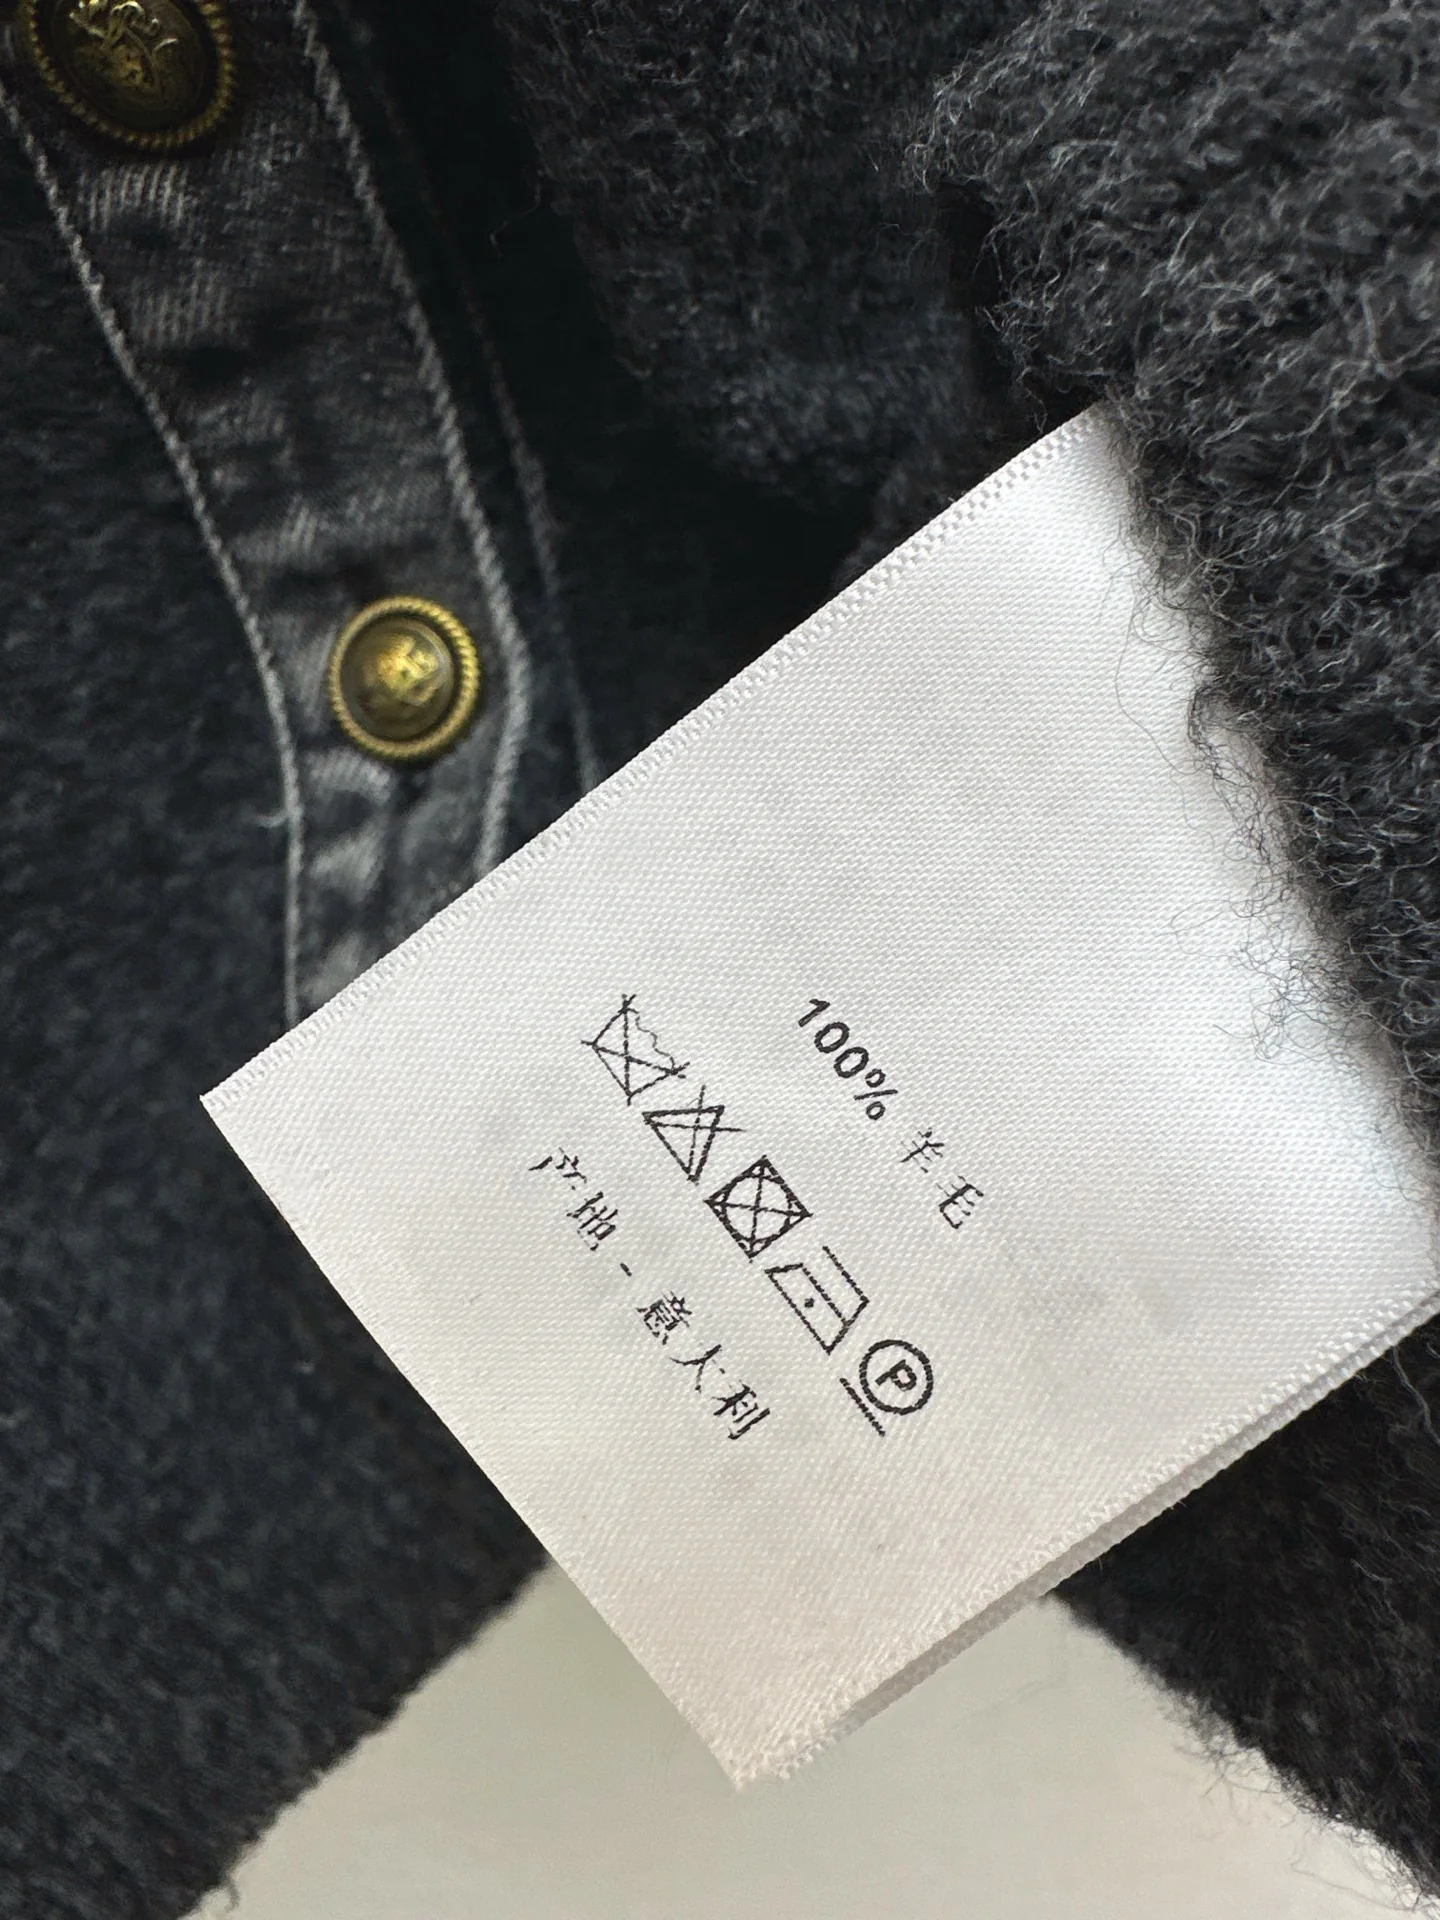 100% 羊毛
P
产地 - 意大利